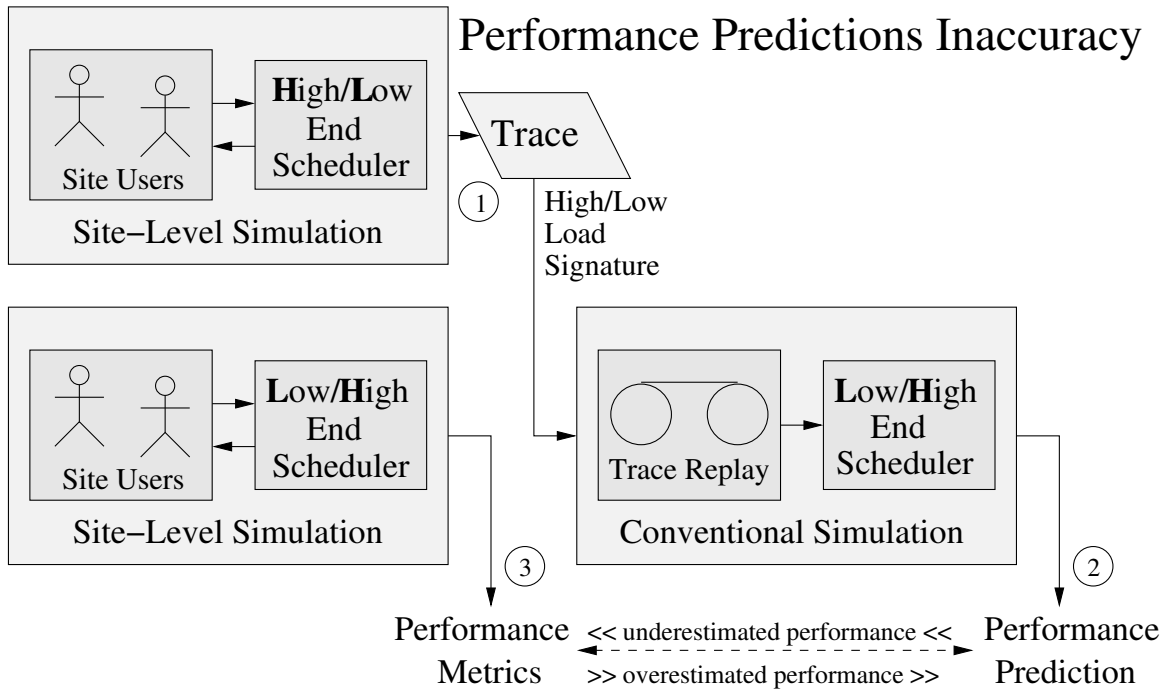 Performance Predictions Inaccuracy
High/Low
End
Scheduler
Site Users
Site−Level Simulation
Trace
1
High/Low
Load
Signature
Low/High
End
Scheduler
Site Users
Site−Level Simulation
Trace Replay
Low/High
End
Scheduler
Conventional Simulation
3
2
Performance
Metrics
<< underestimated performance <<
>> overestimated performance >>
Performance
Prediction